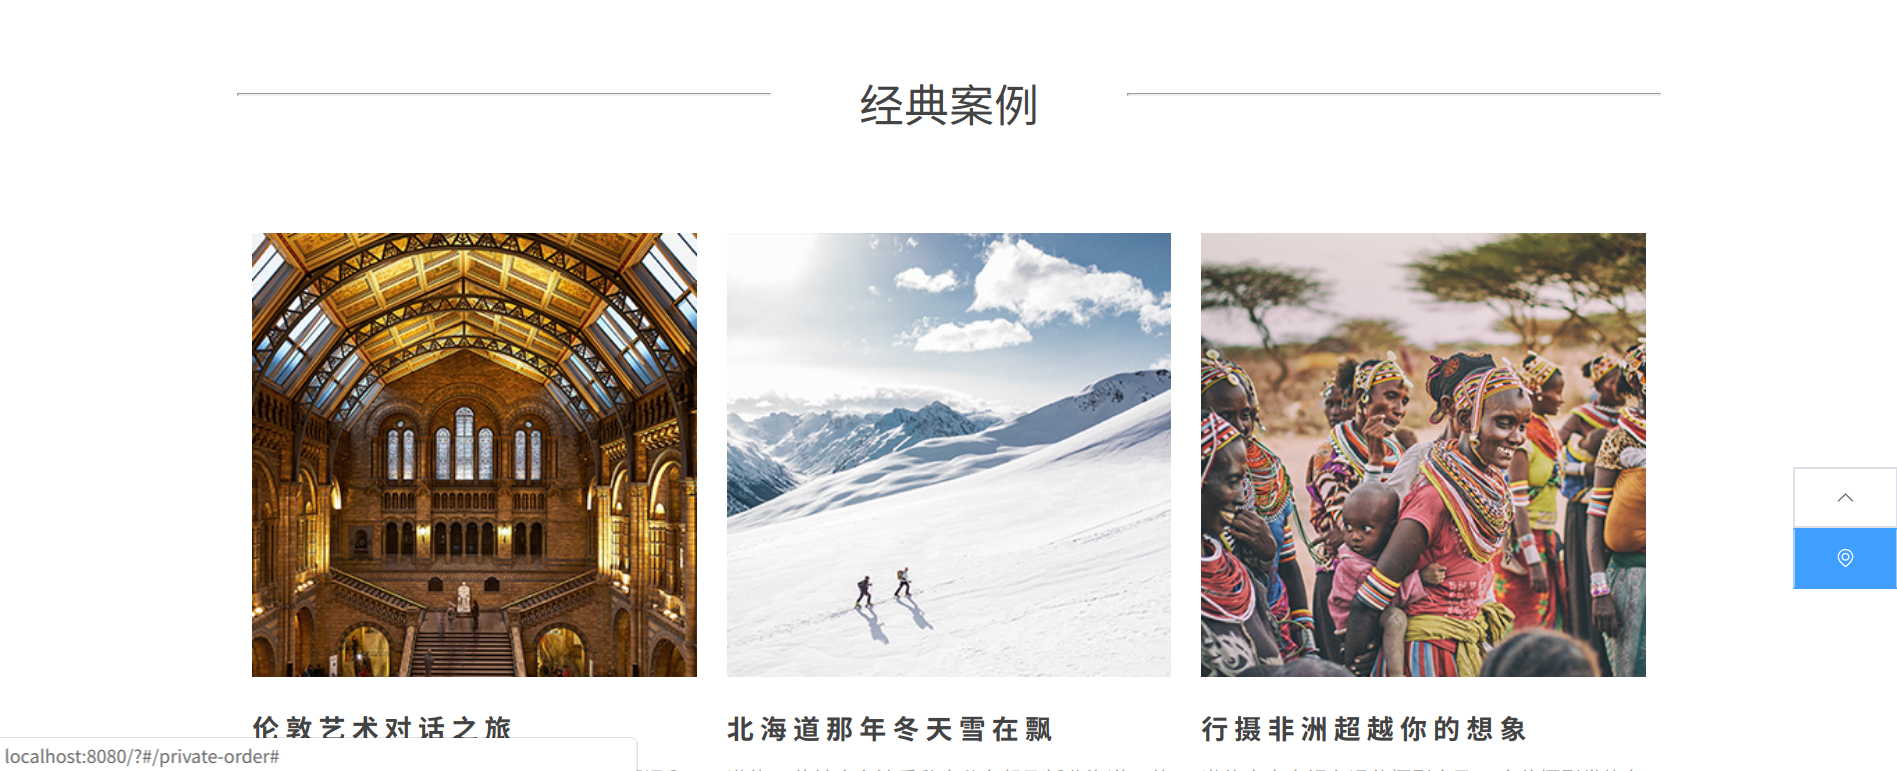 经典案例
伦敦艺术对话之旅
北海道那年冬天雪在飘
行摄非洲超越你的想象
localhost:8080/?#/private-order#